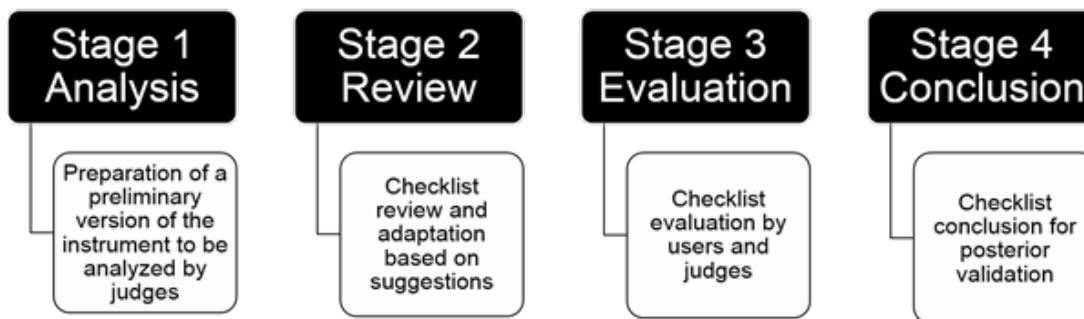 Stage 1
Analysis
Preparation of a
preliminary
version of the
instrument to be
analyzed by
judges
Stage 2
Review
Checklist
review and
adaptation
based on
suggestions
Stage 3
Evaluation
Checklist
evaluation by
users and
judges
Stage 4
Conclusion
Checklist
conclusion for
posterior
validation